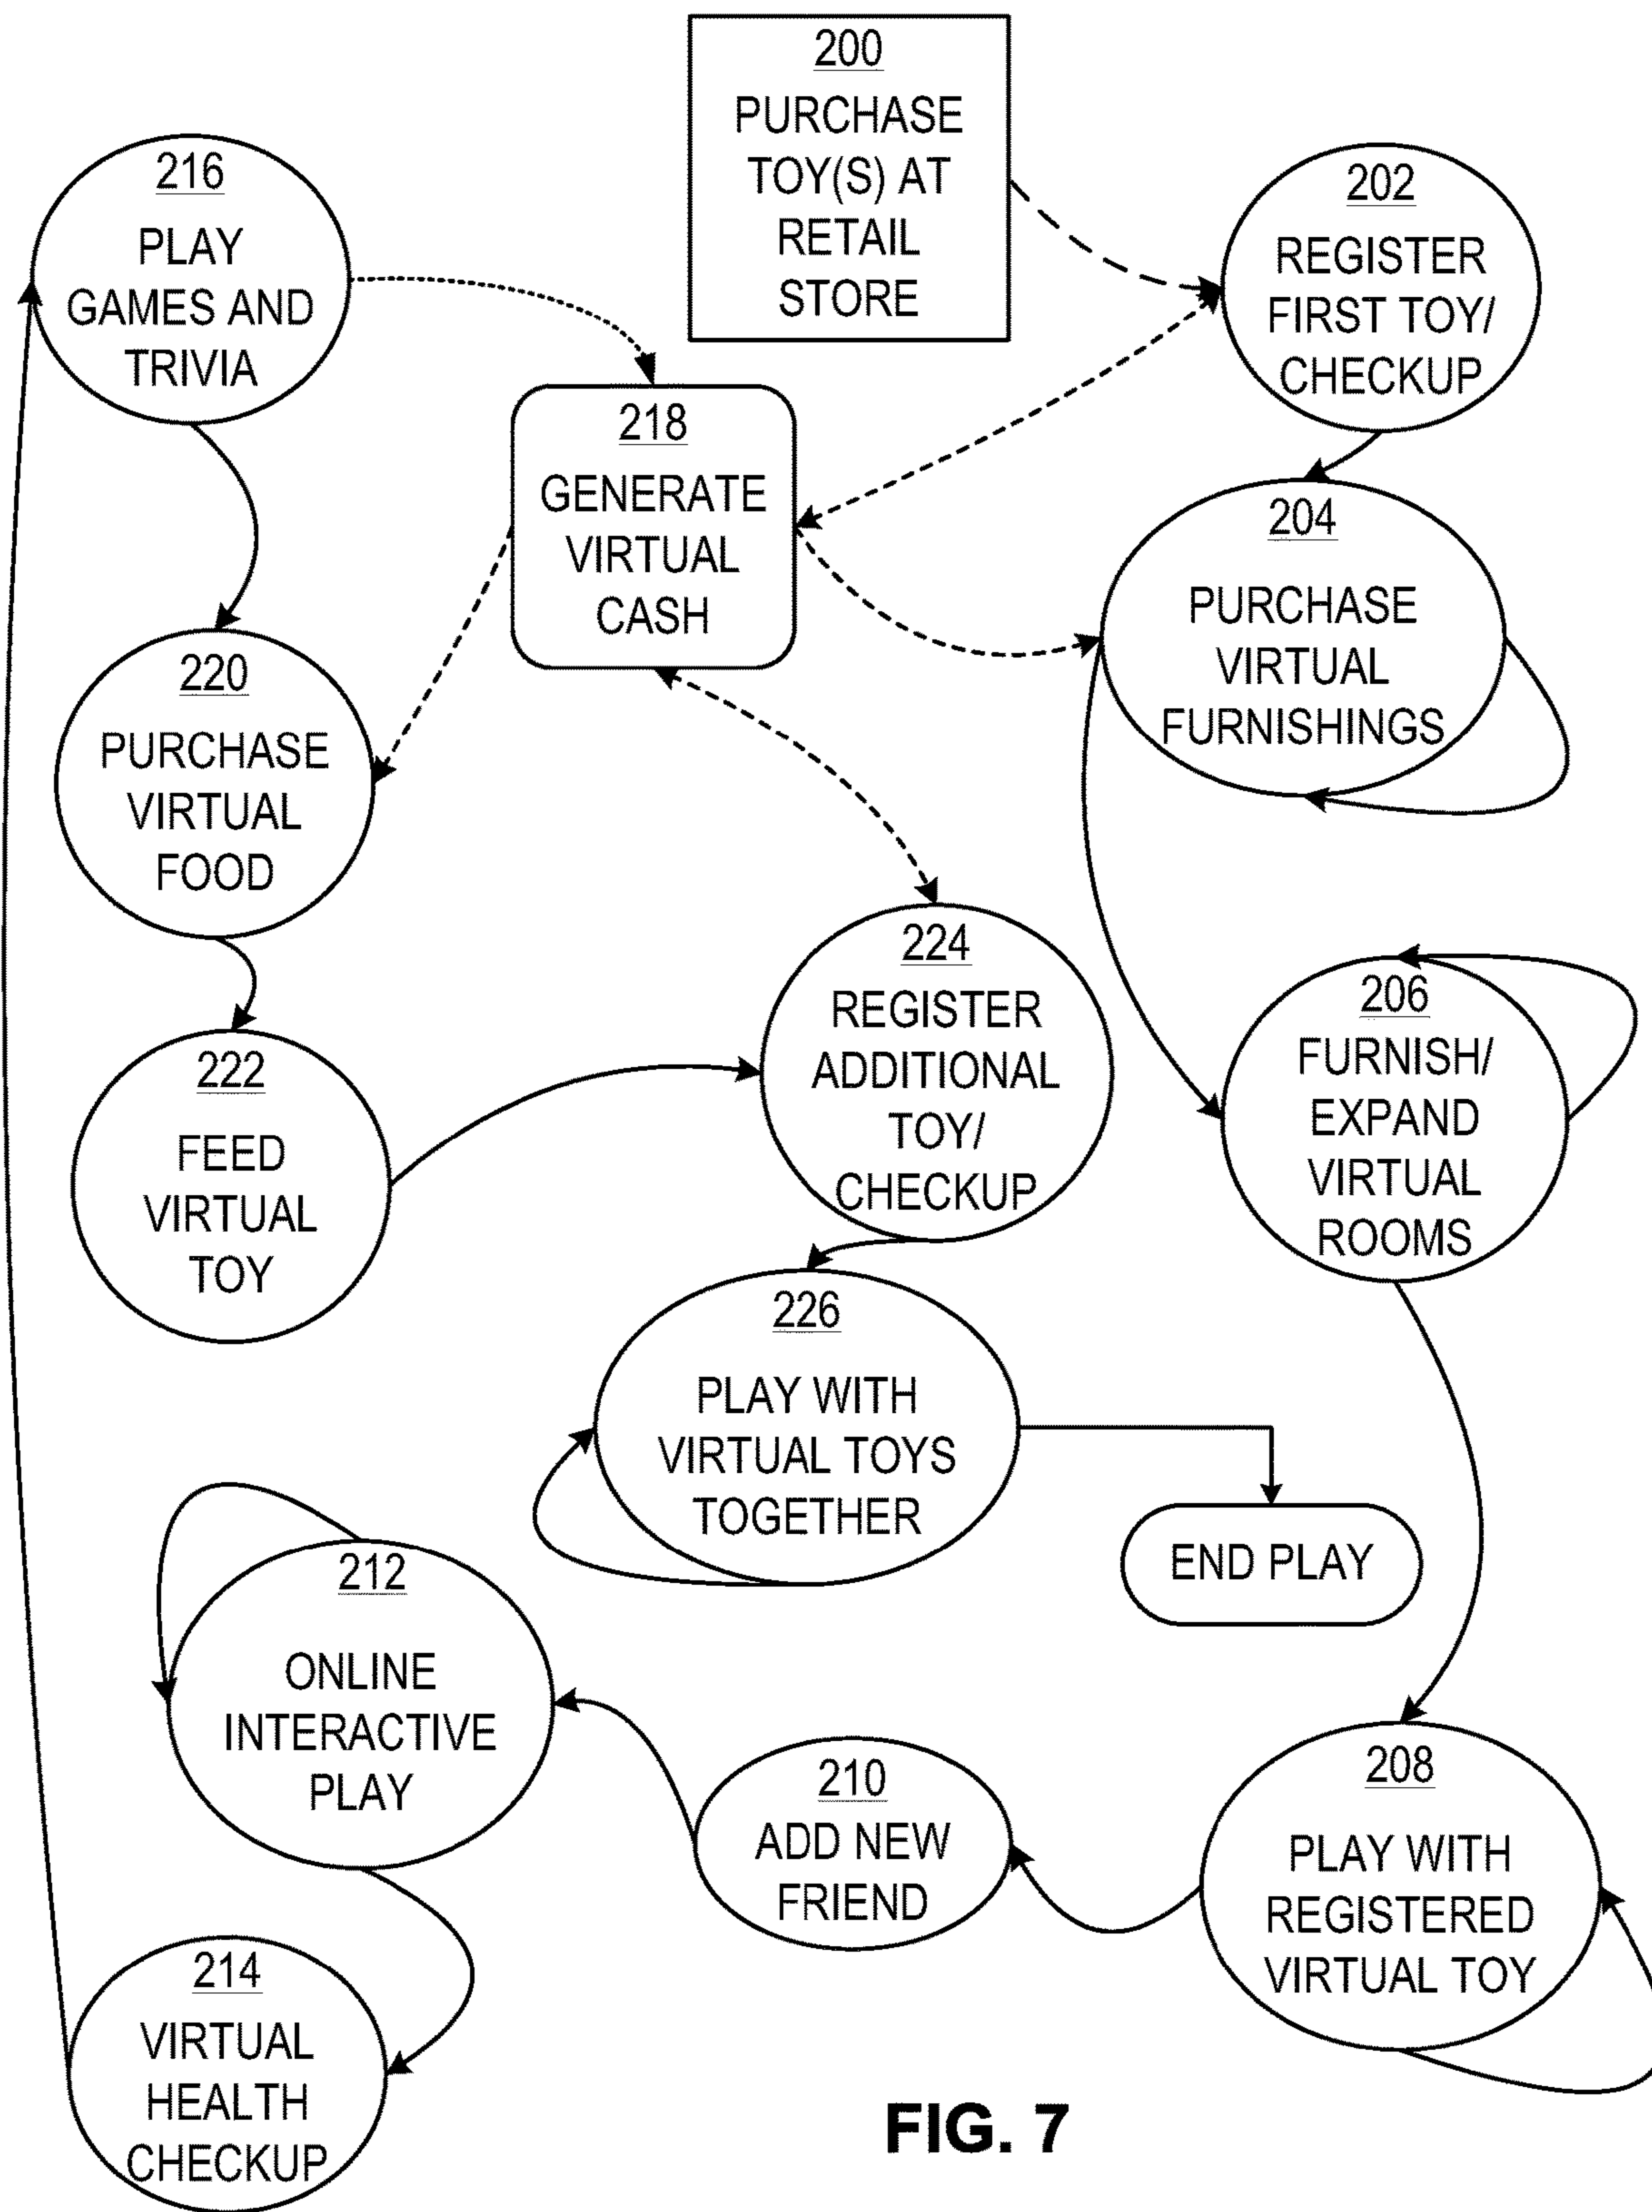 200
PURCHASE
TOY(S) AT
RETAIL
STORE
216
PLAY
GAMES AND
TRIVIA
202
REGISTER
FIRST TOY/
CHECKUP
218
GENERATE
VIRTUAL
CASH
204
PURCHASE
VIRTUAL
FURNISHINGS
220
PURCHASE
VIRTUAL
FOOD
224
REGISTER
ADDITIONAL
TOY/
CHECKUP
206
FURNISH/
EXPAND
VIRTUAL
ROOMS
222
FEED
VIRTUAL
TOY
226
PLAY WITH
VIRTUAL TOYS
TOGETHER
END PLAY
212
ONLINE
INTERACTIVE
PLAY
210
ADD NEW
FRIEND
208
PLAY WITH
REGISTERED
VIRTUAL TOY
214
VIRTUAL
HEALTH
CHECKUP
FIG. 7